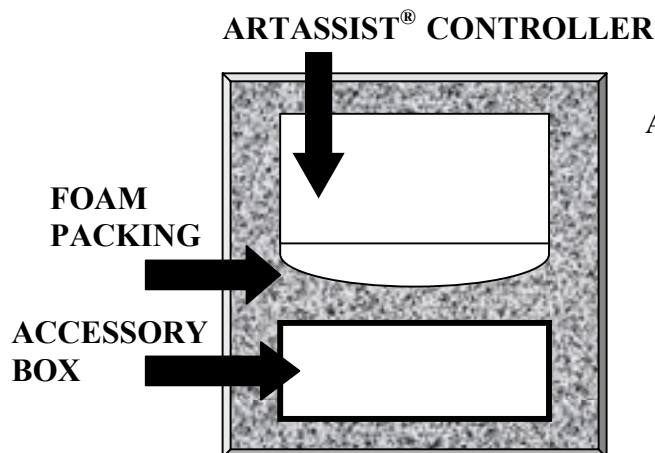 ARTASSIST® CONTROLLER
A
FOAM
PACKING
ACCESSORY
BOX